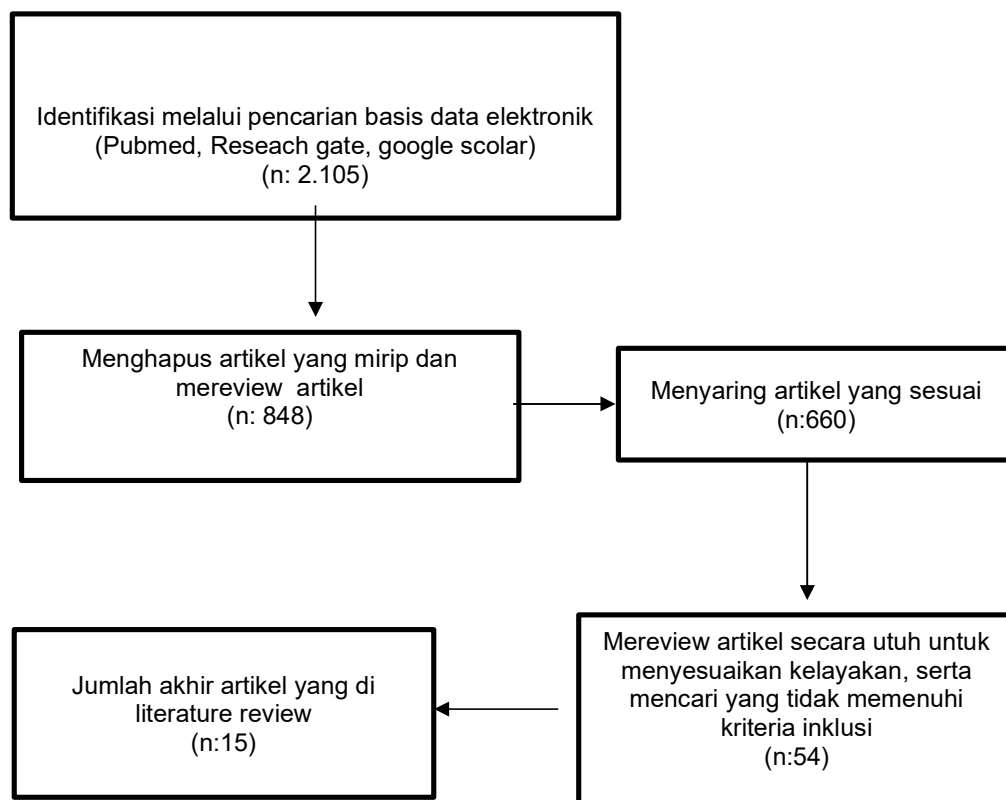 Identifikasi melalui pencarian basis data elektronik
(Pubmed, Reseach gate, google scolar)
(n: 2.105)
Menghapus artikel yang mirip dan
mereview  artikel
(n: 848)
Menyaring artikel yang sesuai
(n:660)
Mereview artikel secara utuh untuk
menyesuaikan kelayakan, serta
mencari yang tidak memenuhi
kriteria inklusi
(n:54)
Jumlah akhir artikel yang di
literature review
(n:15)